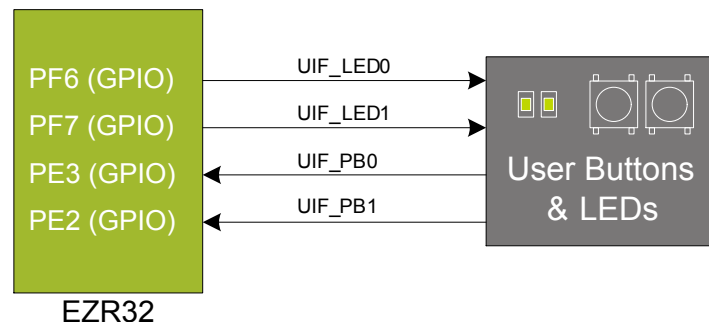 PF6 (GPIO)
UIF_LED0
PF7 (GPIO)
UIF_LED1
PE3 (GPIO)
UIF_PB0
PE2 (GPIO)
UIF_PB1
User Buttons
& LEDs
EZR32